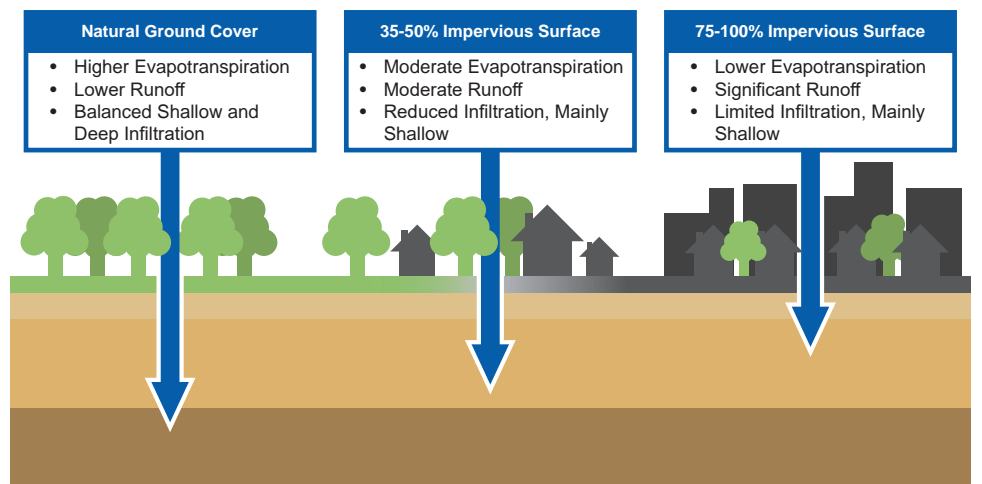 Natural Ground Cover
• Higher Evapotranspiration
• Lower Runoff
• Balanced Shallow and
Deep Infiltration
35-50% Impervious Surface
• Moderate Evapotranspiration
• Moderate Runoff
• Reduced Infiltration, Mainly
Shallow
75-100% Impervious Surface
• Lower Evapotranspiration
• Significant Runoff
• Limited Infiltration, Mainly
Shallow